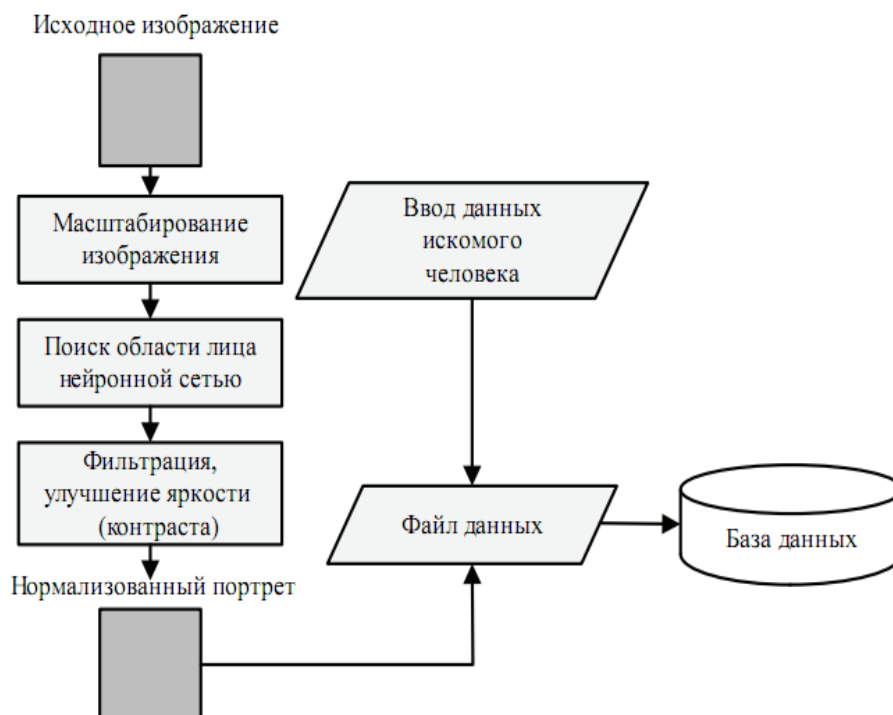 Исходное изображение
Масштабирование
изображения
Поиск области лица
нейронной сетью
Фильтрация,
улучшение яркости
(контраста)
Нормализованный портрет
Ввод данных
искомого
человека
Файл данных
База данных